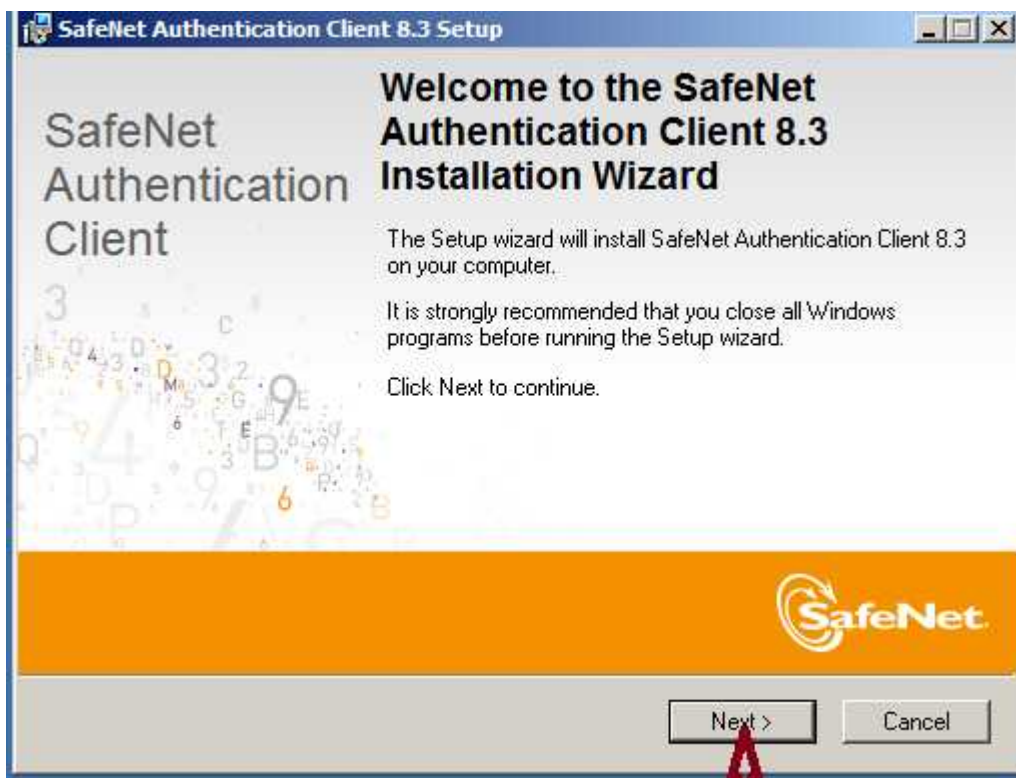 SafeNet Authentication Client 8.3 Setup
SafeNet
Authentication
Client
Welcome to the SafeNet
Authentication Client 8.3
Installation Wizard
The Setup wizard will install SafeNet Authentication Client 8.3
on your computer.
It is strongly recommended that you close all Windows
programs before running the Setup wizard.
Click Next to continue.
SafeNet.
Next >
Cancel